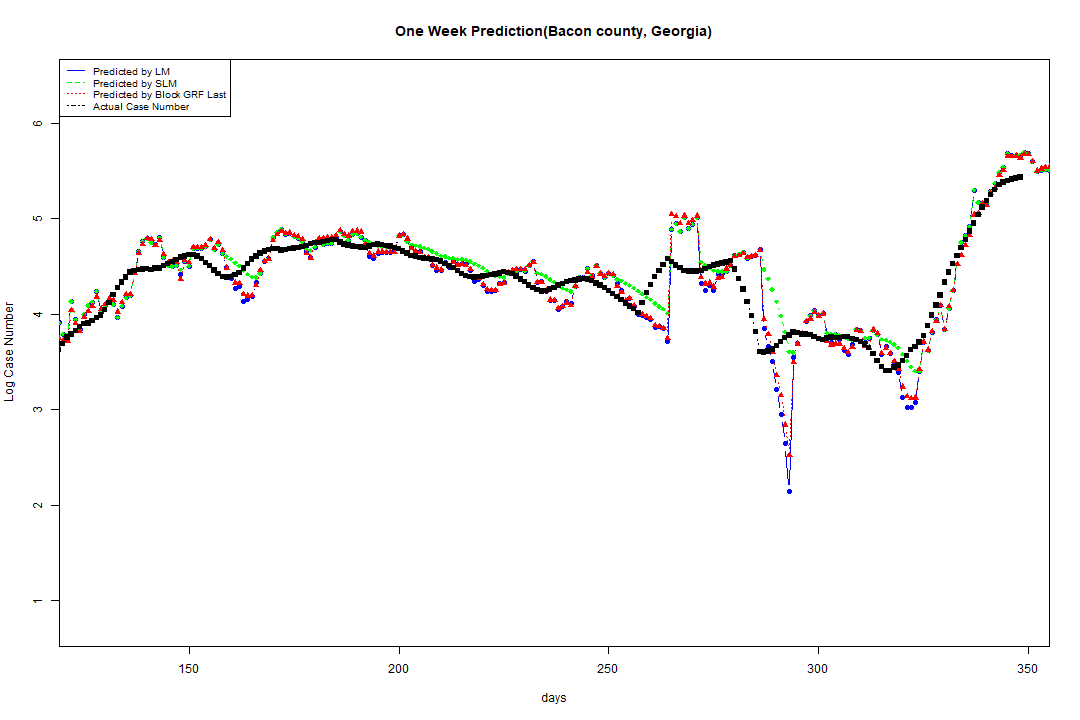 One Week Prediction(Bacon county, Georgia)
Predicted by LM
Predicted by SLM
Predicted by Block GRF Last
Actual Case Number
Log Case Number
6
5
4
3
2
1
150 200 250 300 350
days